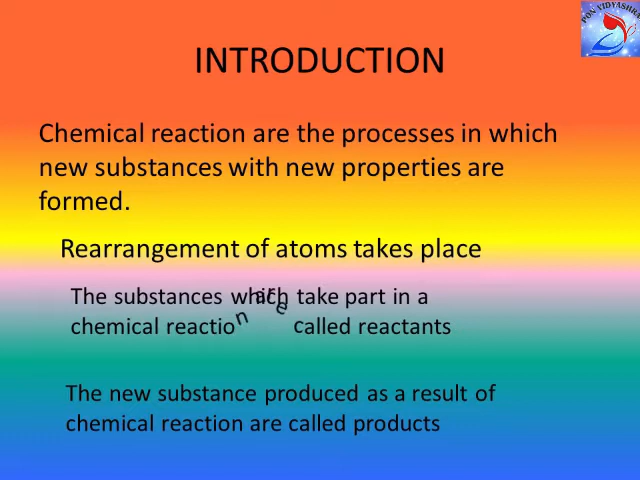 PON VIDYASHRAM
INTRODUCTION
Chemical reaction are the processes in which
new substances with new properties are
formed.
Rearrangement of atoms takes place
The substances which take part in a
chemical reaction are called reactants
The new substance produced as a result of
chemical reaction are called products